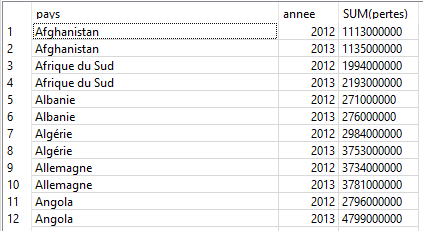 pays annee SUM(pertes)
1 Afghanistan 2012 1113000000
2 Afghanistan 2013 1135000000
3 Afrique du Sud 2012 1994000000
4 Afrique du Sud 2013 2193000000
5 Albanie 2012 271000000
6 Albanie 2013 276000000
7 Algérie 2012 2984000000
8 Algérie 2013 3753000000
9 Allemagne 2012 3734000000
10 Allemagne 2013 3781000000
11 Angola 2012 2796000000
12 Angola 2013 4799000000